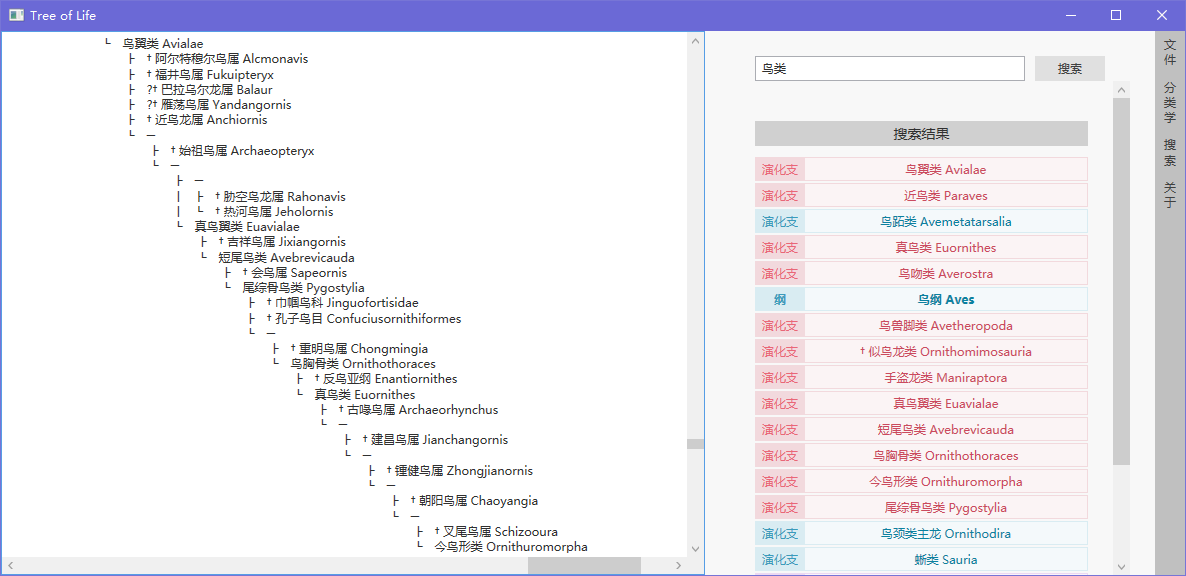 Tree of Life
└ 鸟翼类 Avialae
├ †阿尔特穆尔鸟属 Alcmonavis
├ †福井鸟属 Fukuipteryx
├ ?†巴拉乌尔龙属 Balaur
├ ?†雁荡鸟属 Yandangornis
├ †近鸟龙属 Anchiornis
└ —
├ †始祖鸟属 Archaeopteryx
└ —
├ —
| ├ †胁空鸟龙属 Rahonavis
| └ †热河鸟属 Jeholornis
└ 真鸟翼类 Euavialae
├ †吉祥鸟属 Jixiangornis
└ 短尾鸟类 Avebrevicauda
├ †会鸟属 Sapeornis
└ 尾综骨鸟类 Pygostylia
├ †巾帼鸟科 Jinguofortisidae
├ †孔子鸟目 Confuciusornithiformes
└ —
├ †重明鸟属 Chongmingia
└ 鸟胸骨类 Ornithothoraces
├ †反鸟亚纲 Enantiornithes
└ 真鸟类 Euornithes
├ †古喙鸟属 Archaeorhynchus
└ —
├ †建昌鸟属 Jianchangornis
└ —
├ †锺健鸟属 Zhongjianornis
└ —
├ †朝阳鸟属 Chaoyangia
└ —
├ †叉尾鸟属 Schizooura
└ 今鸟形类 Ornithuromorpha
鸟类 搜索
搜索结果
演化支 鸟翼类 Avialae
演化支 近鸟类 Paraves
演化支 鸟跖类 Avemetatarsalia
演化支 真鸟类 Euornithes
演化支 鸟吻类 Averostra
纲 鸟纲 Aves
演化支 鸟兽脚类 Avetheropoda
演化支 †似鸟龙类 Ornithomimosauria
演化支 手盗龙类 Maniraptora
演化支 真鸟翼类 Euavialae
演化支 短尾鸟类 Avebrevicauda
演化支 鸟胸骨类 Ornithothoraces
演化支 今鸟形类 Ornithuromorpha
演化支 尾综骨鸟类 Pygostylia
演化支 鸟颈类主龙 Ornithodira
演化支 蜥类 Sauria
文件
分类学
搜索
关于